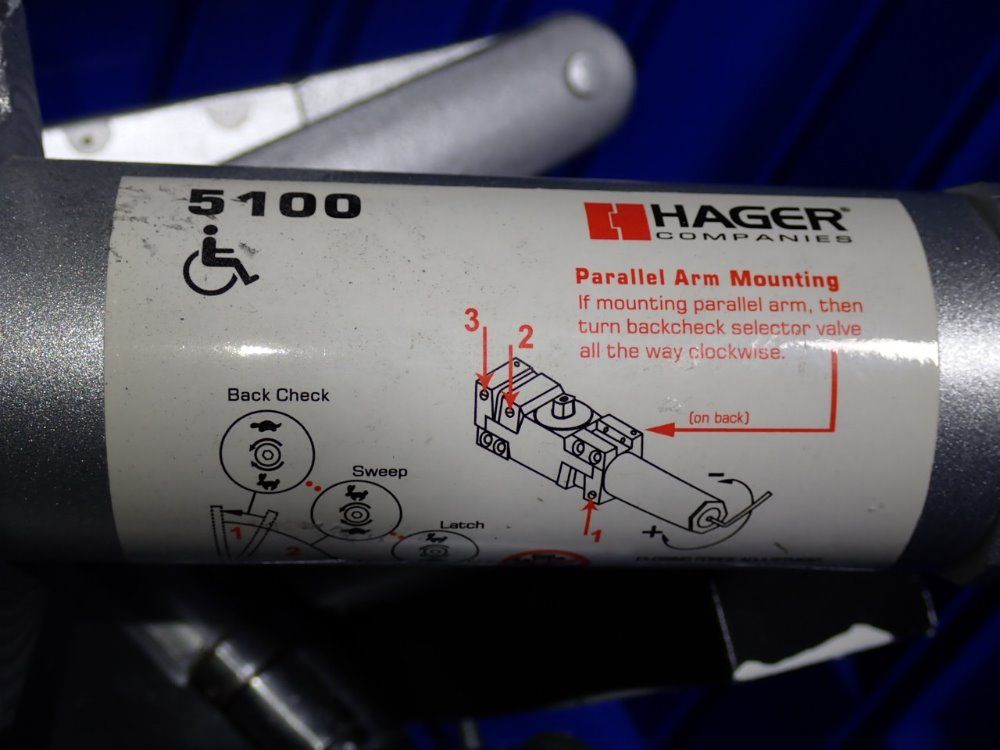 5100
HAGER®
COMPANIES
Parallel Arm Mounting
If mounting parallel arm, then
turn backcheck selector valve
all the way clockwise.
3
2
(on back)
Back Check
Sweep
Latch
1
2
1
-
+